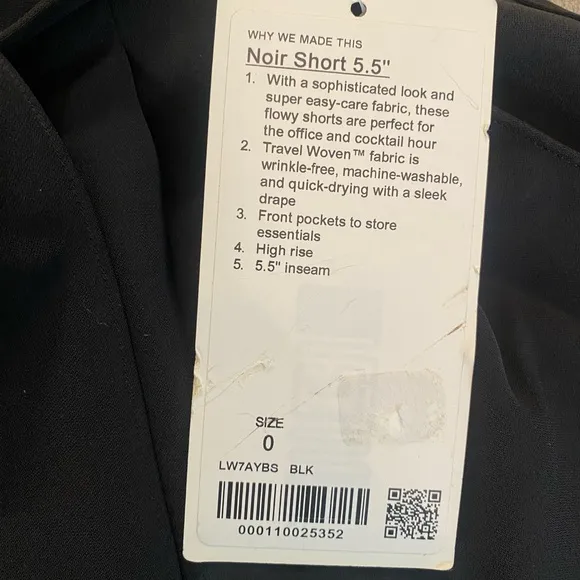 WHY WE MADE THIS
Noir Short 5.5"
1. With a sophisticated look and
super easy-care fabric, these
flowy shorts are perfect for
the office and cocktail hour
2. Travel Woven™ fabric is
wrinkle-free, machine-washable,
and quick-drying with a sleek
drape
3. Front pockets to store
essentials
4. High rise
5. 5.5" inseam
SIZE
0
LW7AYBS BLK
000110025352